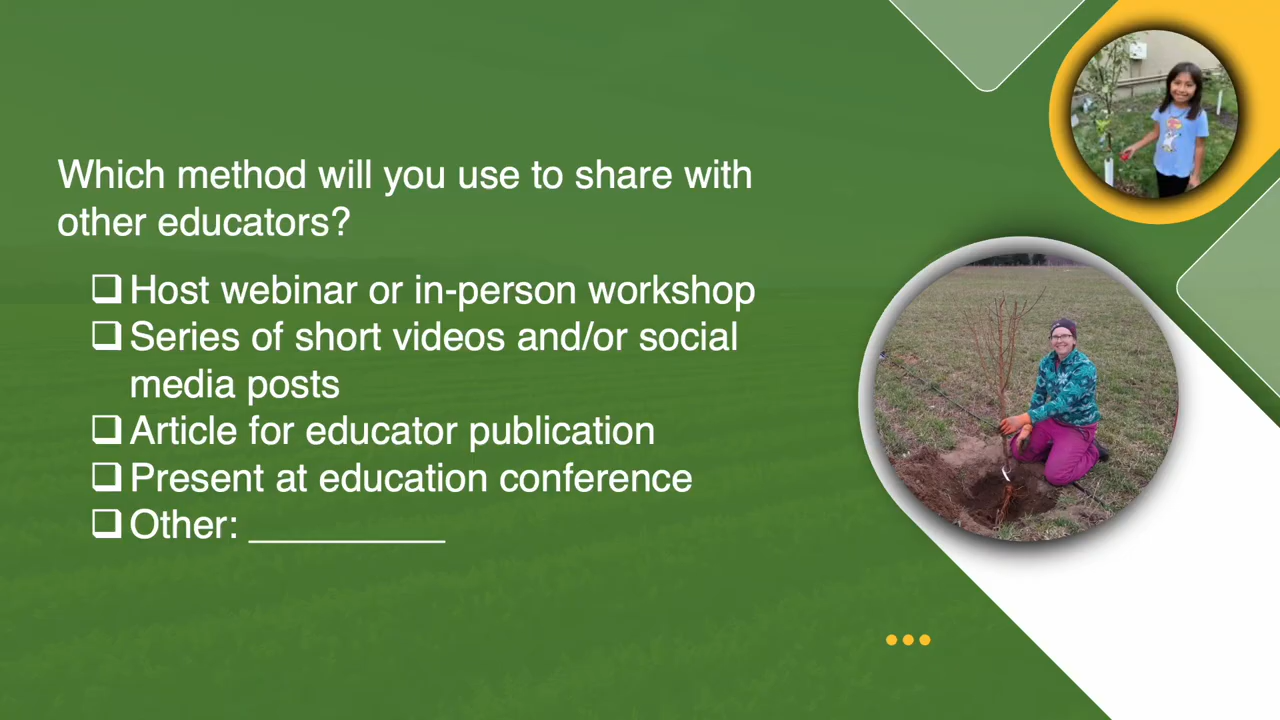 Which method will you use to share with
other educators?
❑ Host webinar or in-person workshop
❑ Series of short videos and/or social
media posts
❑ Article for educator publication
❑ Present at education conference
❑ Other: _________